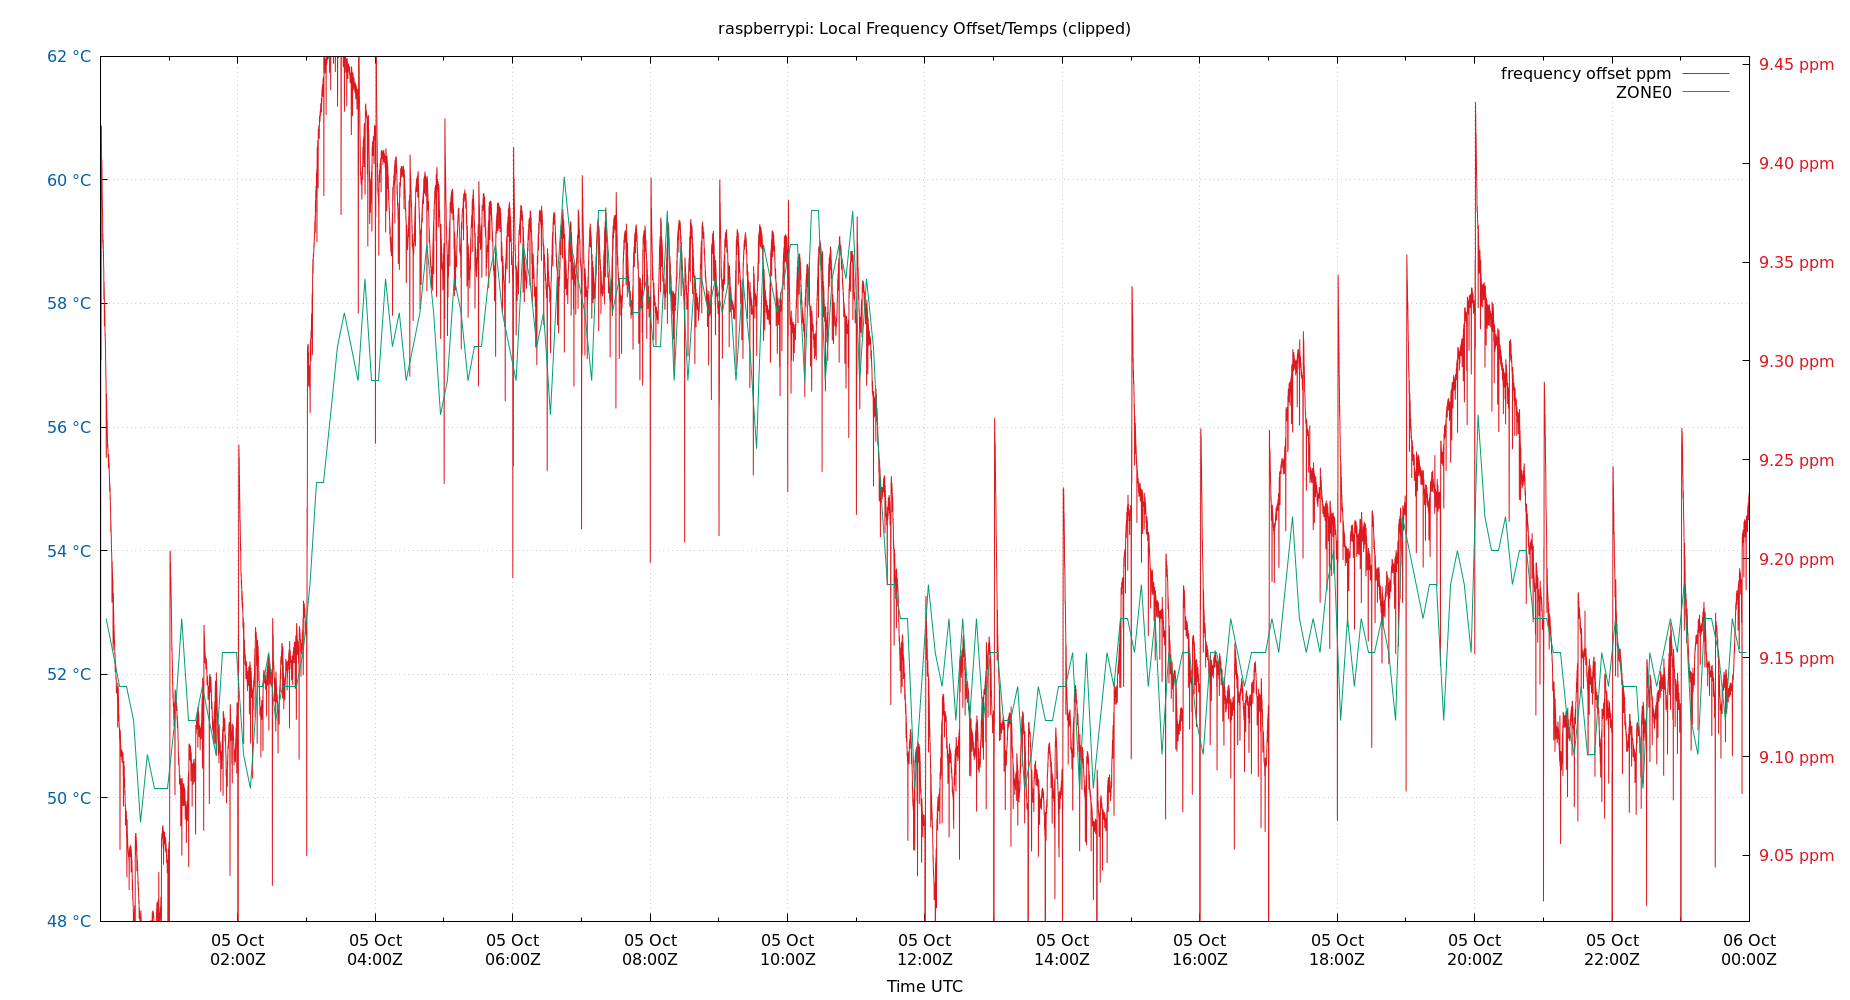 raspberrypi: Local Frequency Offset/Temps (clipped)
62 °C
60 °C
58 °C
56 °C
54 °C
52 °C
50 °C
48 °C
9.45 ppm
9.40 ppm
9.35 ppm
9.30 ppm
9.25 ppm
9.20 ppm
9.15 ppm
9.10 ppm
9.05 ppm
frequency offset ppm
ZONE0
05 Oct
02:00Z
05 Oct
04:00Z
05 Oct
06:00Z
05 Oct
08:00Z
05 Oct
10:00Z
05 Oct
12:00Z
05 Oct
14:00Z
05 Oct
16:00Z
05 Oct
18:00Z
05 Oct
20:00Z
05 Oct
22:00Z
06 Oct
00:00Z
Time UTC